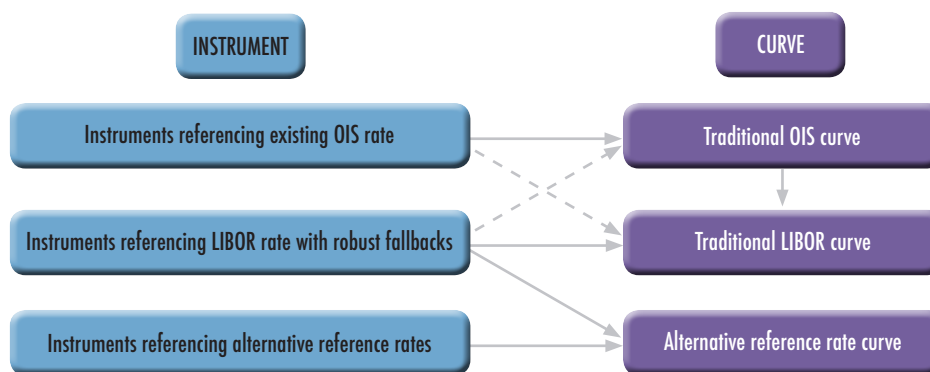 INSTRUMENT
CURVE
Instruments referencing existing OIS rate
Traditional OIS curve
Instruments referencing LIBOR rate with robust fallbacks
Traditional LIBOR curve
Instruments referencing alternative reference rates
Alternative reference rate curve